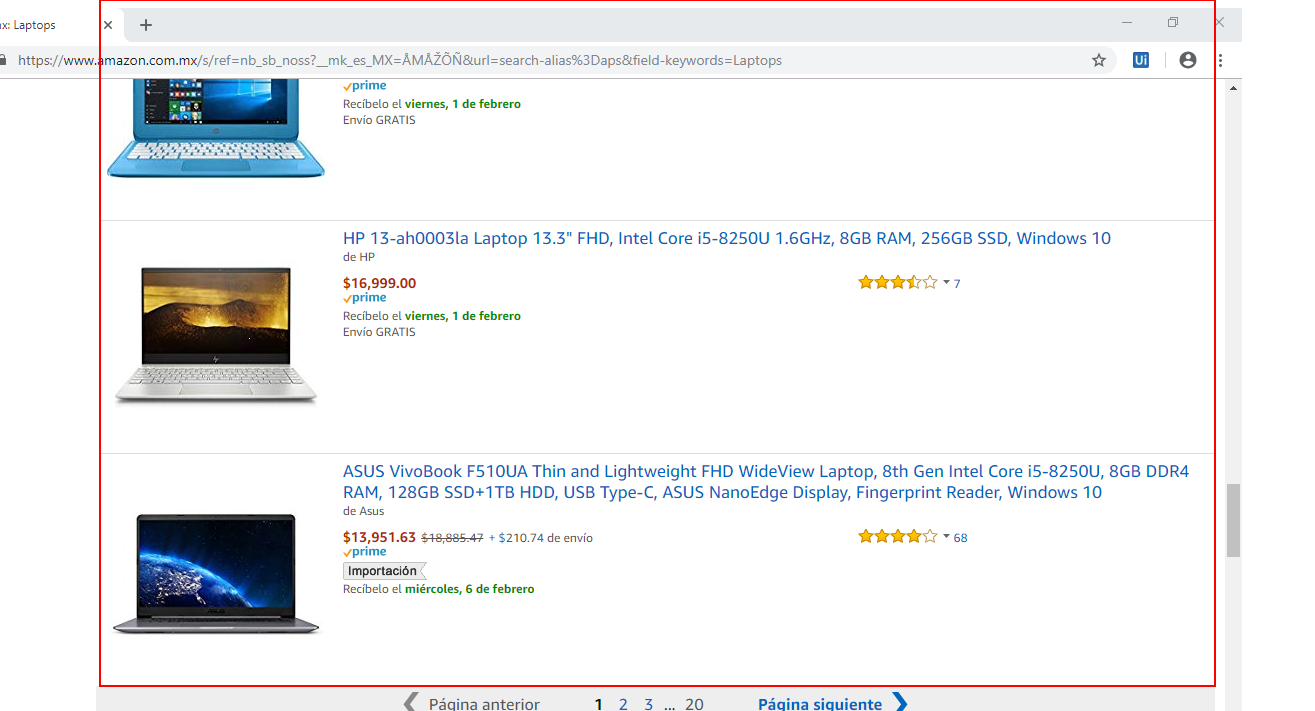 ix: Laptops
https://www.amazon.com.mx/s/ref=nb_sb_noss?__mk_es_MX=ÅMÅŽÕÑ&url=search-alias%3Daps&field-keywords=Laptops
Ui
prime
Recíbelo el viernes, 1 de febrero
Envío GRATIS
HP 13-ah0003la Laptop 13.3" FHD, Intel Core i5-8250U 1.6GHz, 8GB RAM, 256GB SSD, Windows 10
de HP
$16,999.00
7
prime
Recíbelo el viernes, 1 de febrero
Envío GRATIS
ASUS VivoBook F510UA Thin and Lightweight FHD WideView Laptop, 8th Gen Intel Core i5-8250U, 8GB DDR4
RAM, 128GB SSD+1TB HDD, USB Type-C, ASUS NanoEdge Display, Fingerprint Reader, Windows 10
de Asus
$13,951.63 $18,885.47 + $210.74 de envío
68
prime
Importación
Recíbelo el miércoles, 6 de febrero
Página anterior 1 2 3 ... 20 Página siguiente